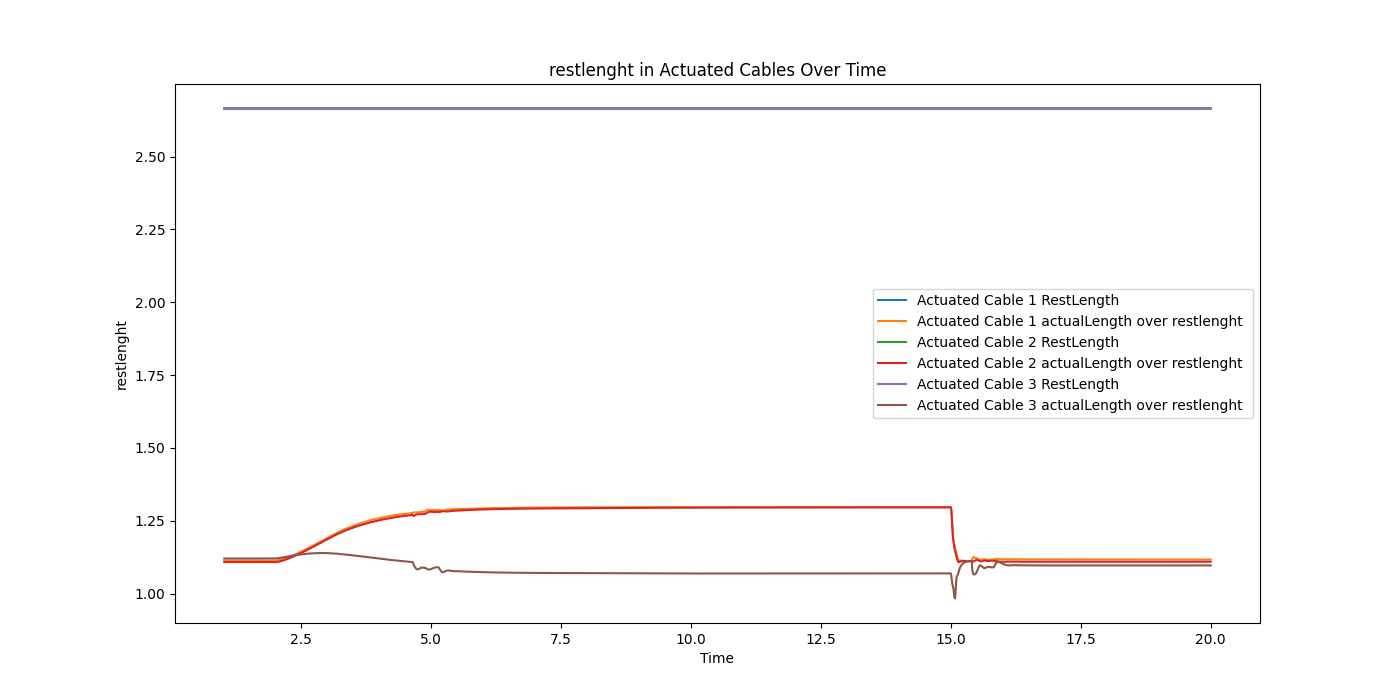 restlenght in Actuated Cables Over Time
restlenght
2.50
2.25
2.00
1.75
1.50
1.25
1.00
Actuated Cable 1 RestLength
Actuated Cable 1 actualLength over restlenght
Actuated Cable 2 RestLength
Actuated Cable 2 actualLength over restlenght
Actuated Cable 3 RestLength
Actuated Cable 3 actualLength over restlenght
2.5 5.0 7.5 10.0 12.5 15.0 17.5 20.0
Time